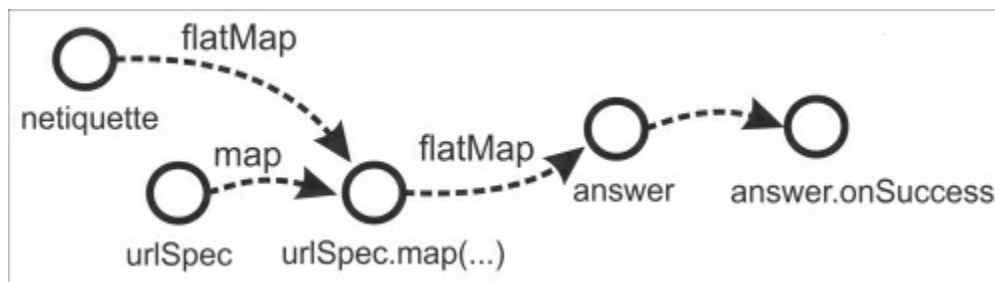 flatMap
netiquette
map
flatMap
urlSpec
urlSpec.map(...)
answer
answer.onSuccess